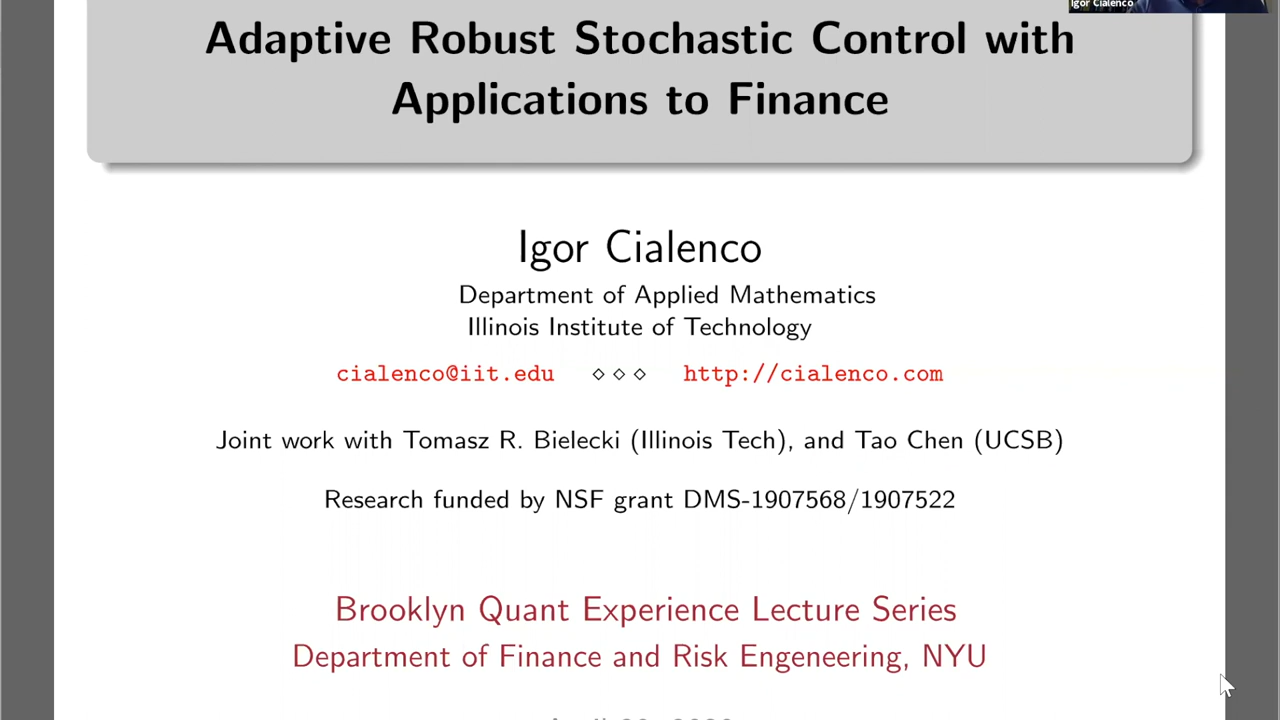 Igor Cialenco
Adaptive Robust Stochastic Control with
Applications to Finance
Igor Cialenco
Department of Applied Mathematics
Illinois Institute of Technology
cialenco@iit.edu ⋄ ⋄ ⋄ http://cialenco.com
Joint work with Tomasz R. Bielecki (Illinois Tech), and Tao Chen (UCSB)
Research funded by NSF grant DMS-1907568/1907522
Brooklyn Quant Experience Lecture Series
Department of Finance and Risk Engeneering, NYU